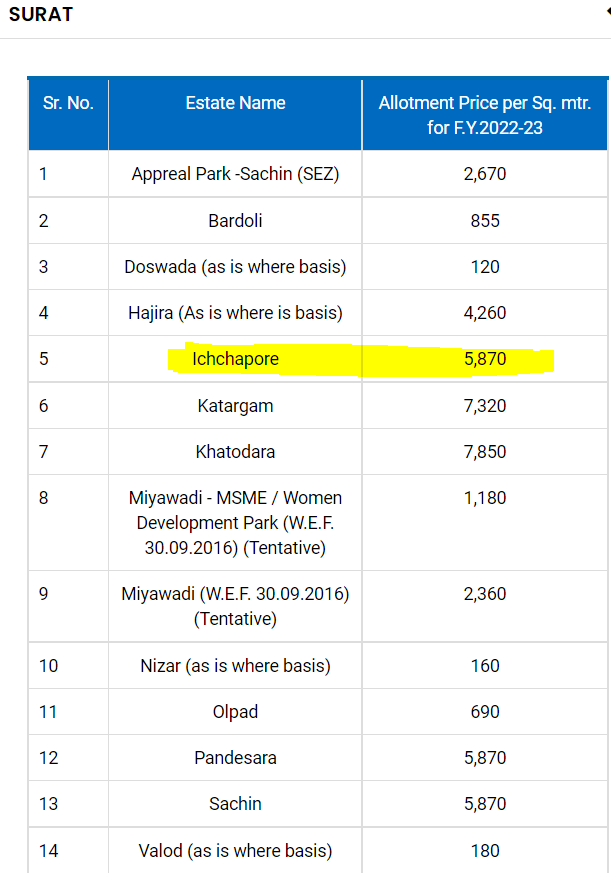 SURAT
Sr. No. Estate Name Allotment Price per Sq. mtr.
for F.Y.2022-23
1 Appreal Park -Sachin (SEZ) 2,670
2 Bardoli 855
3 Doswada (as is where basis) 120
4 Hajira (As is where is basis) 4,260
5 Ichchapore 5,870
6 Katargam 7,320
7 Khatodara 7,850
8 Miyawadi - MSME / Women 1,180
Development Park (W.E.F.
30.09.2016) (Tentative)
9 Miyawadi (W.E.F. 30.09.2016) 2,360
(Tentative)
10 Nizar (as is where basis) 160
11 Olpad 690
12 Pandesara 5,870
13 Sachin 5,870
14 Valod (as is where basis) 180